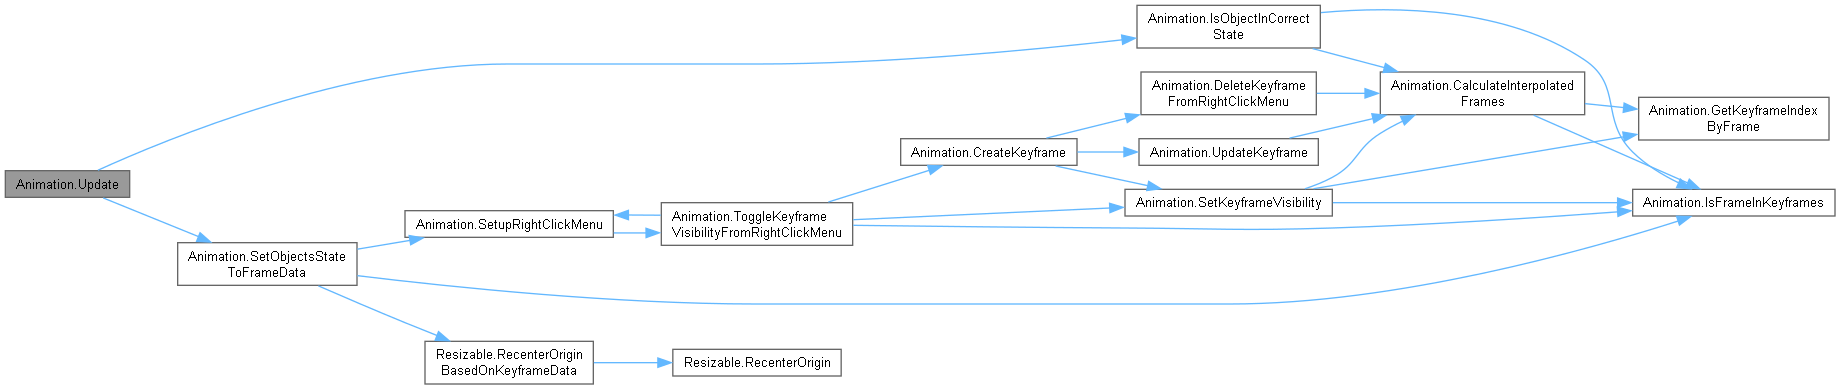 Animation.Update
Animation.SetObjectsState
ToFrameData
Animation.SetupRightClickMenu
Resizable.RecenterOrigin
BasedOnKeyframeData
Animation.ToggleKeyframe
VisibilityFromRightClickMenu
Resizable.RecenterOrigin
Animation.CreateKeyframe
Animation.IsObjectInCorrect
State
Animation.DeleteKeyframe
FromRightClickMenu
Animation.UpdateKeyframe
Animation.SetKeyframeVisibility
Animation.CalculateInterpolated
Frames
Animation.GetKeyframeIndex
ByFrame
Animation.IsFrameInKeyframes